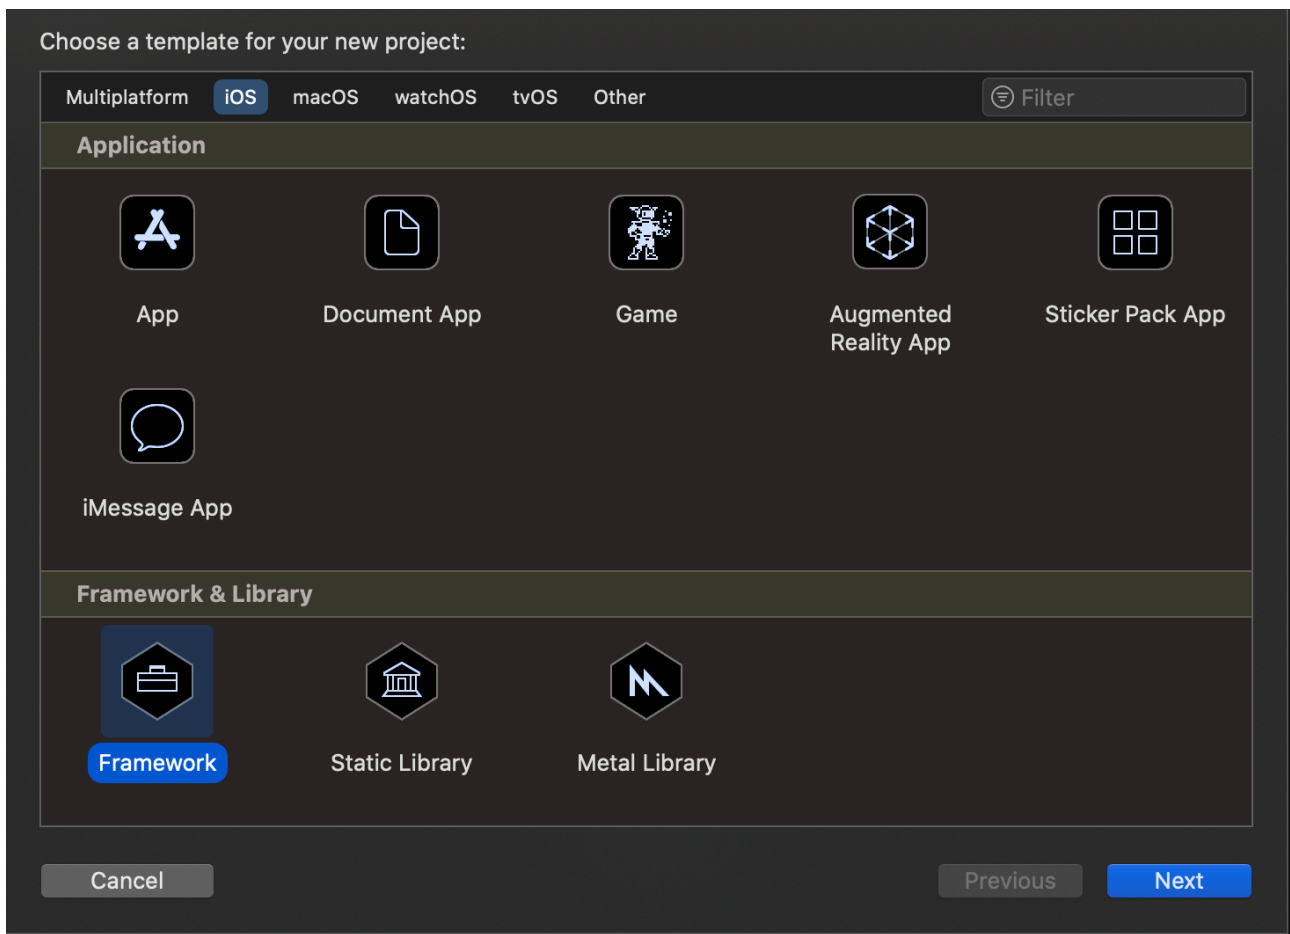 Choose a template for your new project:
Multiplatform iOS macOS watchOS tvOS Other Filter
Application
App Document App Game Augmented Reality App Sticker Pack App
iMessage App
Framework & Library
Framework Static Library Metal Library
Cancel Previous Next